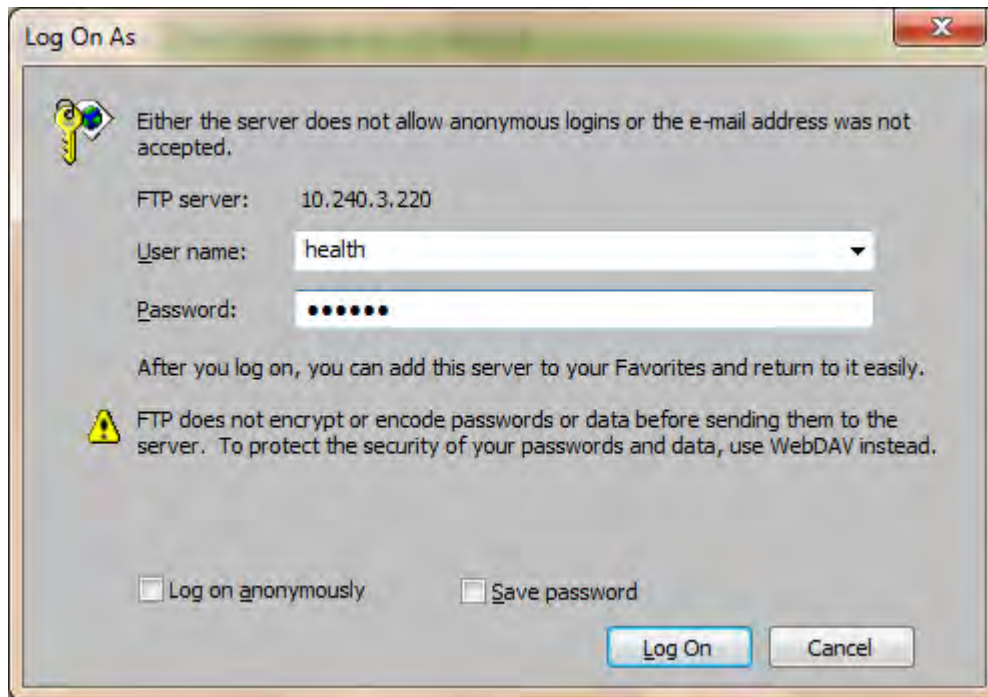 Log On As
Either the server does not allow anonymous logins or the e-mail address was not
accepted.
FTP server: 10.240.3.220
User name: health
Password: ••••••
After you log on, you can add this server to your Favorites and return to it easily.
FTP does not encrypt or encode passwords or data before sending them to the
server. To protect the security of your passwords and data, use WebDAV instead.
Log on anonymously Save password
Log On Cancel